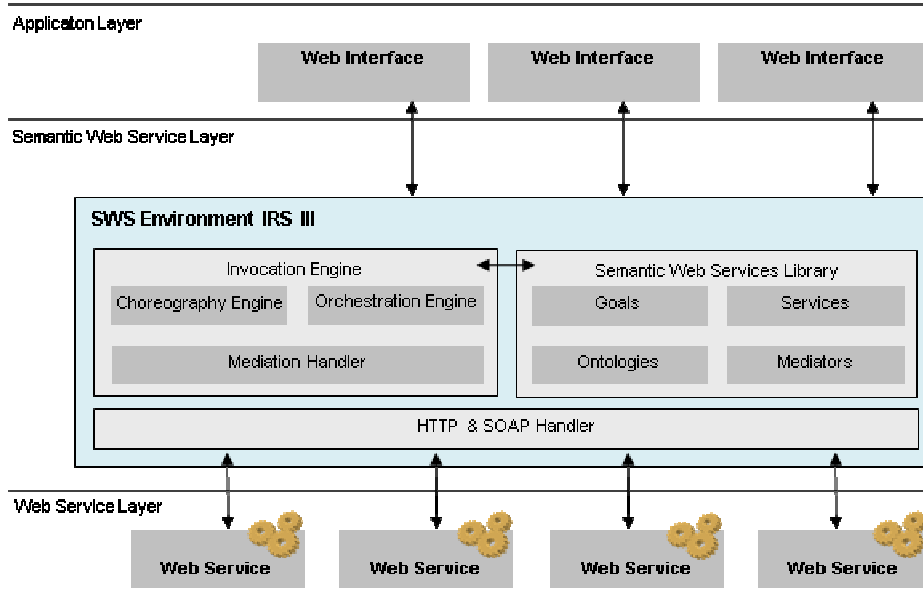 Applicaton Layer
Web Interface
Web Interface
Web Interface
Semantic Web Service Layer
SWS Environment IRS III
Invocation Engine
Choreography Engine
Orchestration Engine
Mediation Handler
Semantic Web Services Library
Goals
Services
Ontologies
Mediators
HTTP & SOAP Handler
Web Service Layer
Web Service
Web Service
Web Service
Web Service